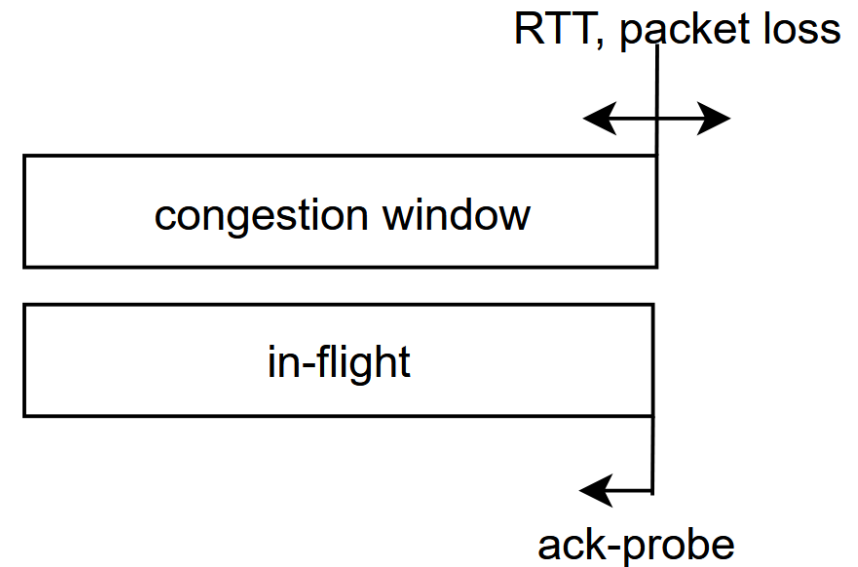 RTT, packet loss
congestion window
in-flight
ack-probe